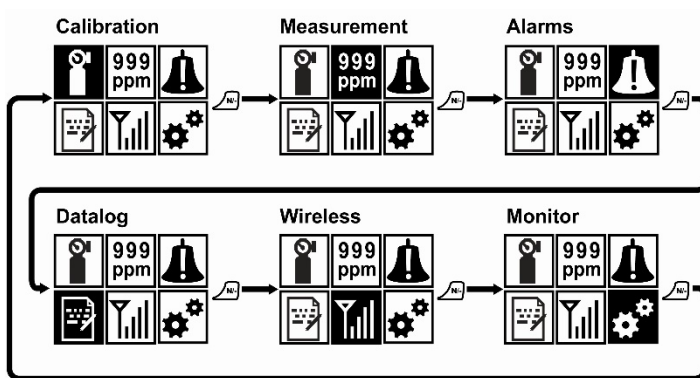 Calibration
999
ppm
N/-
Measurement
999
ppm
N/-
Alarms
999
ppm
N/-
Datalog
999
ppm
N/-
Wireless
999
ppm
N/-
Monitor
999
ppm
N/-